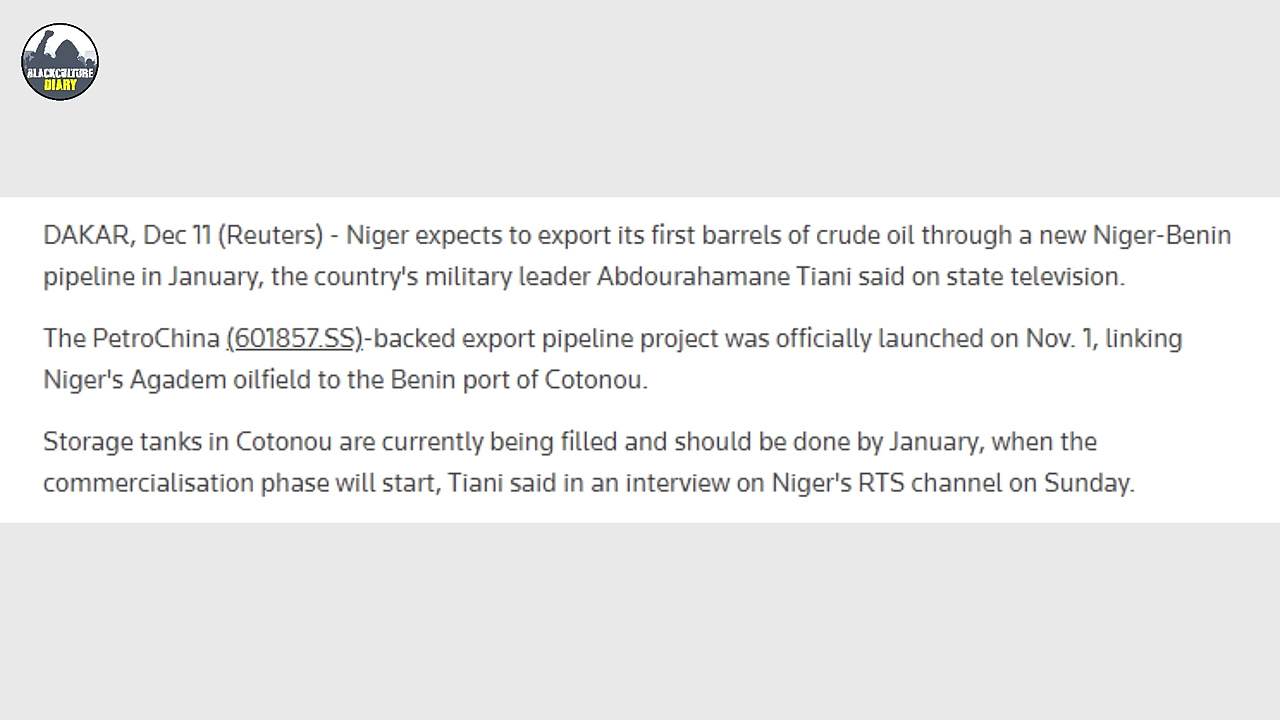 BLACKCULTURE
DIARY
DAKAR, Dec 11 (Reuters) - Niger expects to export its first barrels of crude oil through a new Niger-Benin
pipeline in January, the country's military leader Abdourahamane Tiani said on state television.
The PetroChina (601857.SS)-backed export pipeline project was officially launched on Nov. 1, linking
Niger's Agadem oilfield to the Benin port of Cotonou.
Storage tanks in Cotonou are currently being filled and should be done by January, when the
commercialisation phase will start, Tiani said in an interview on Niger's RTS channel on Sunday.